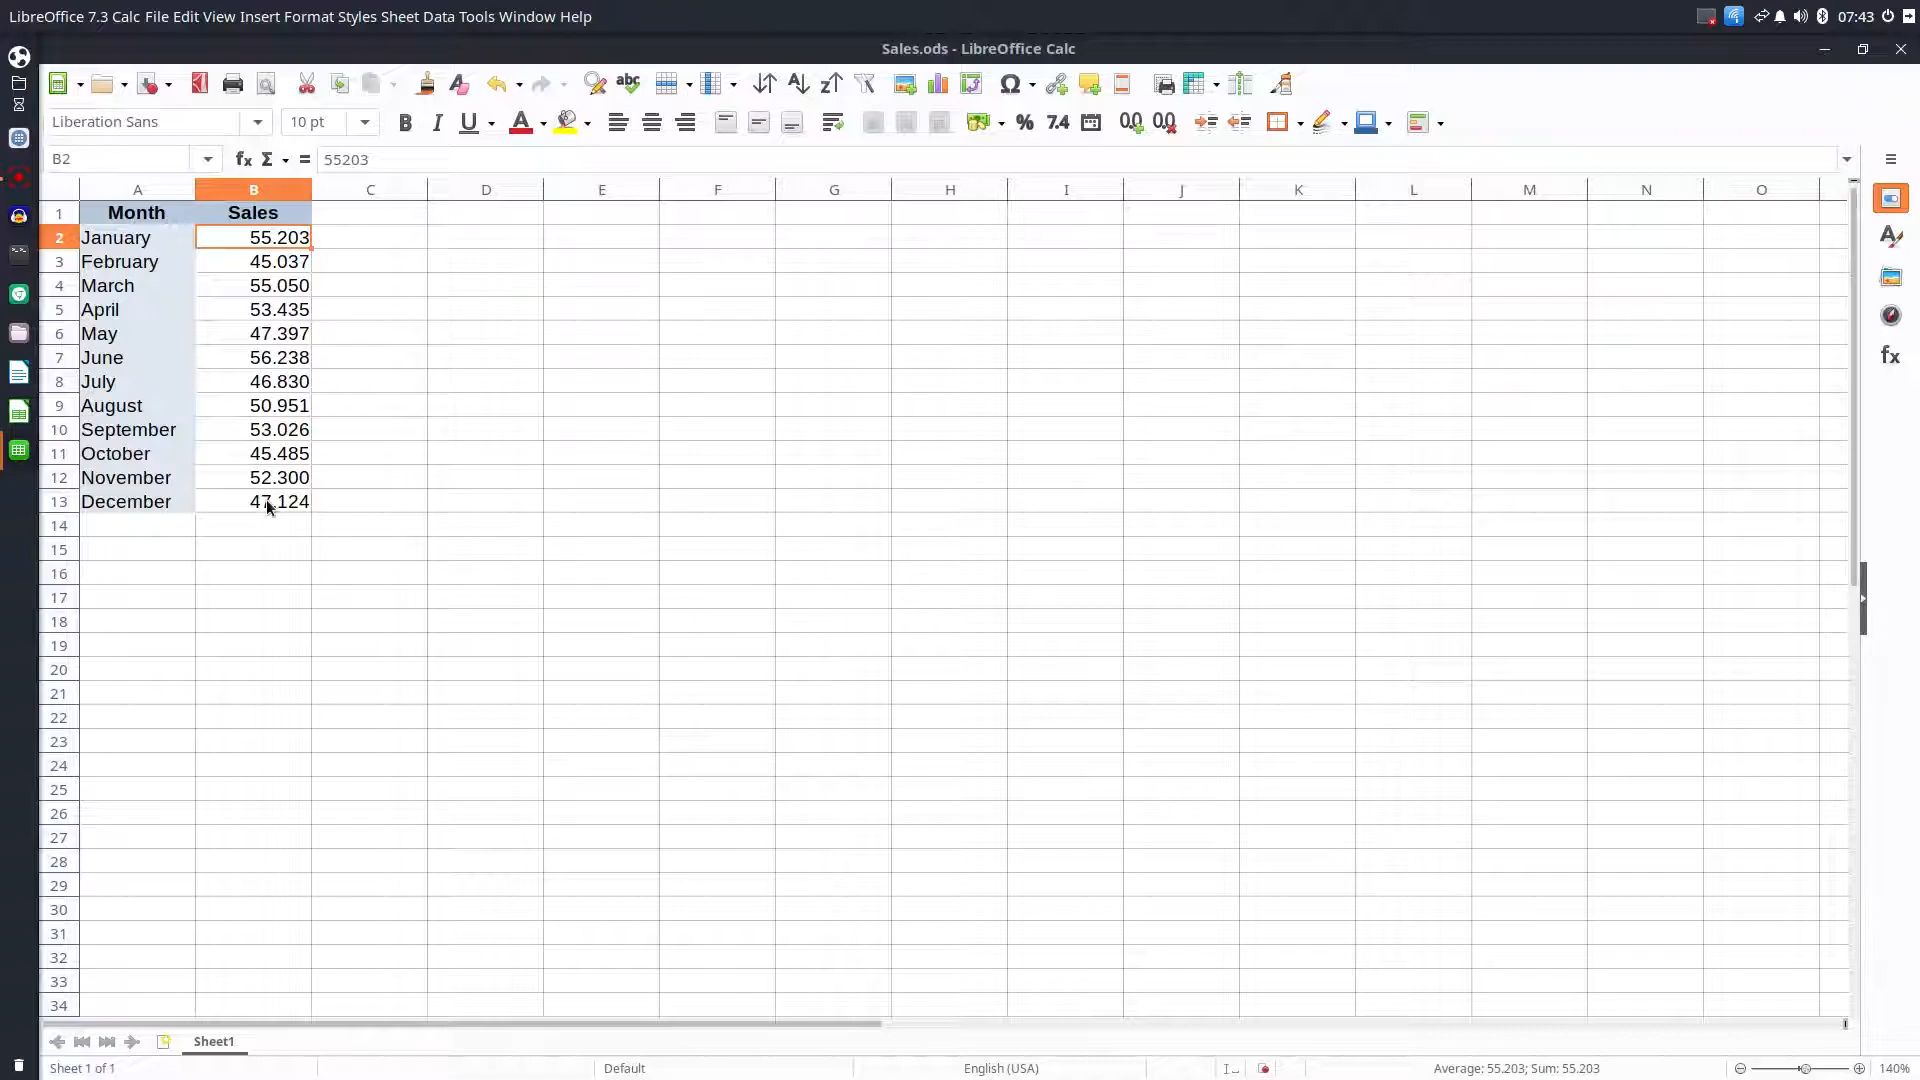 LibreOffice 7.3 Calc File Edit View Insert Format Styles Sheet Data Tools Window Help 07:43
Sales.ods - LibreOffice Calc
abc
Liberation Sans 10 pt B I U A % 7.4
B2 fx Σ = 55203
A B C D E F G H I J K L M N O
1 Month Sales
2 January 55.203
3 February 45.037
4 March 55.050
5 April 53.435
6 May 47.397
7 June 56.238
8 July 46.830
9 August 50.951
10 September 53.026
11 October 45.485
12 November 52.300
13 December 47.124
14
15
16
17
18
19
20
21
22
23
24
25
26
27
28
29
30
31
32
33
34
fx
Sheet1
Sheet 1 of 1 Default English (USA) Average: 55.203; Sum: 55.203 140%